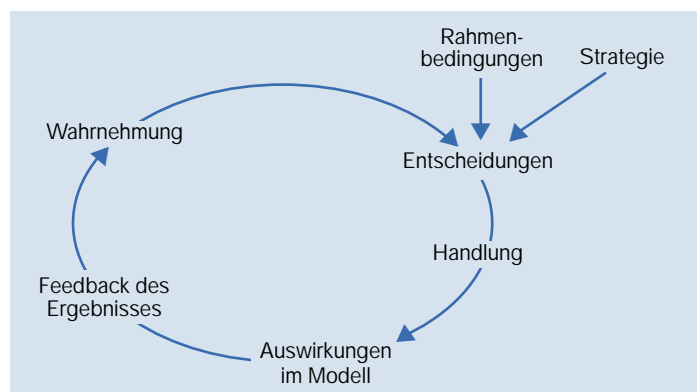 Rahmen-
bedingungen
Strategie
Wahrnehmung
Entscheidungen
Handlung
Feedback des
Ergebnisses
Auswirkungen
im Modell